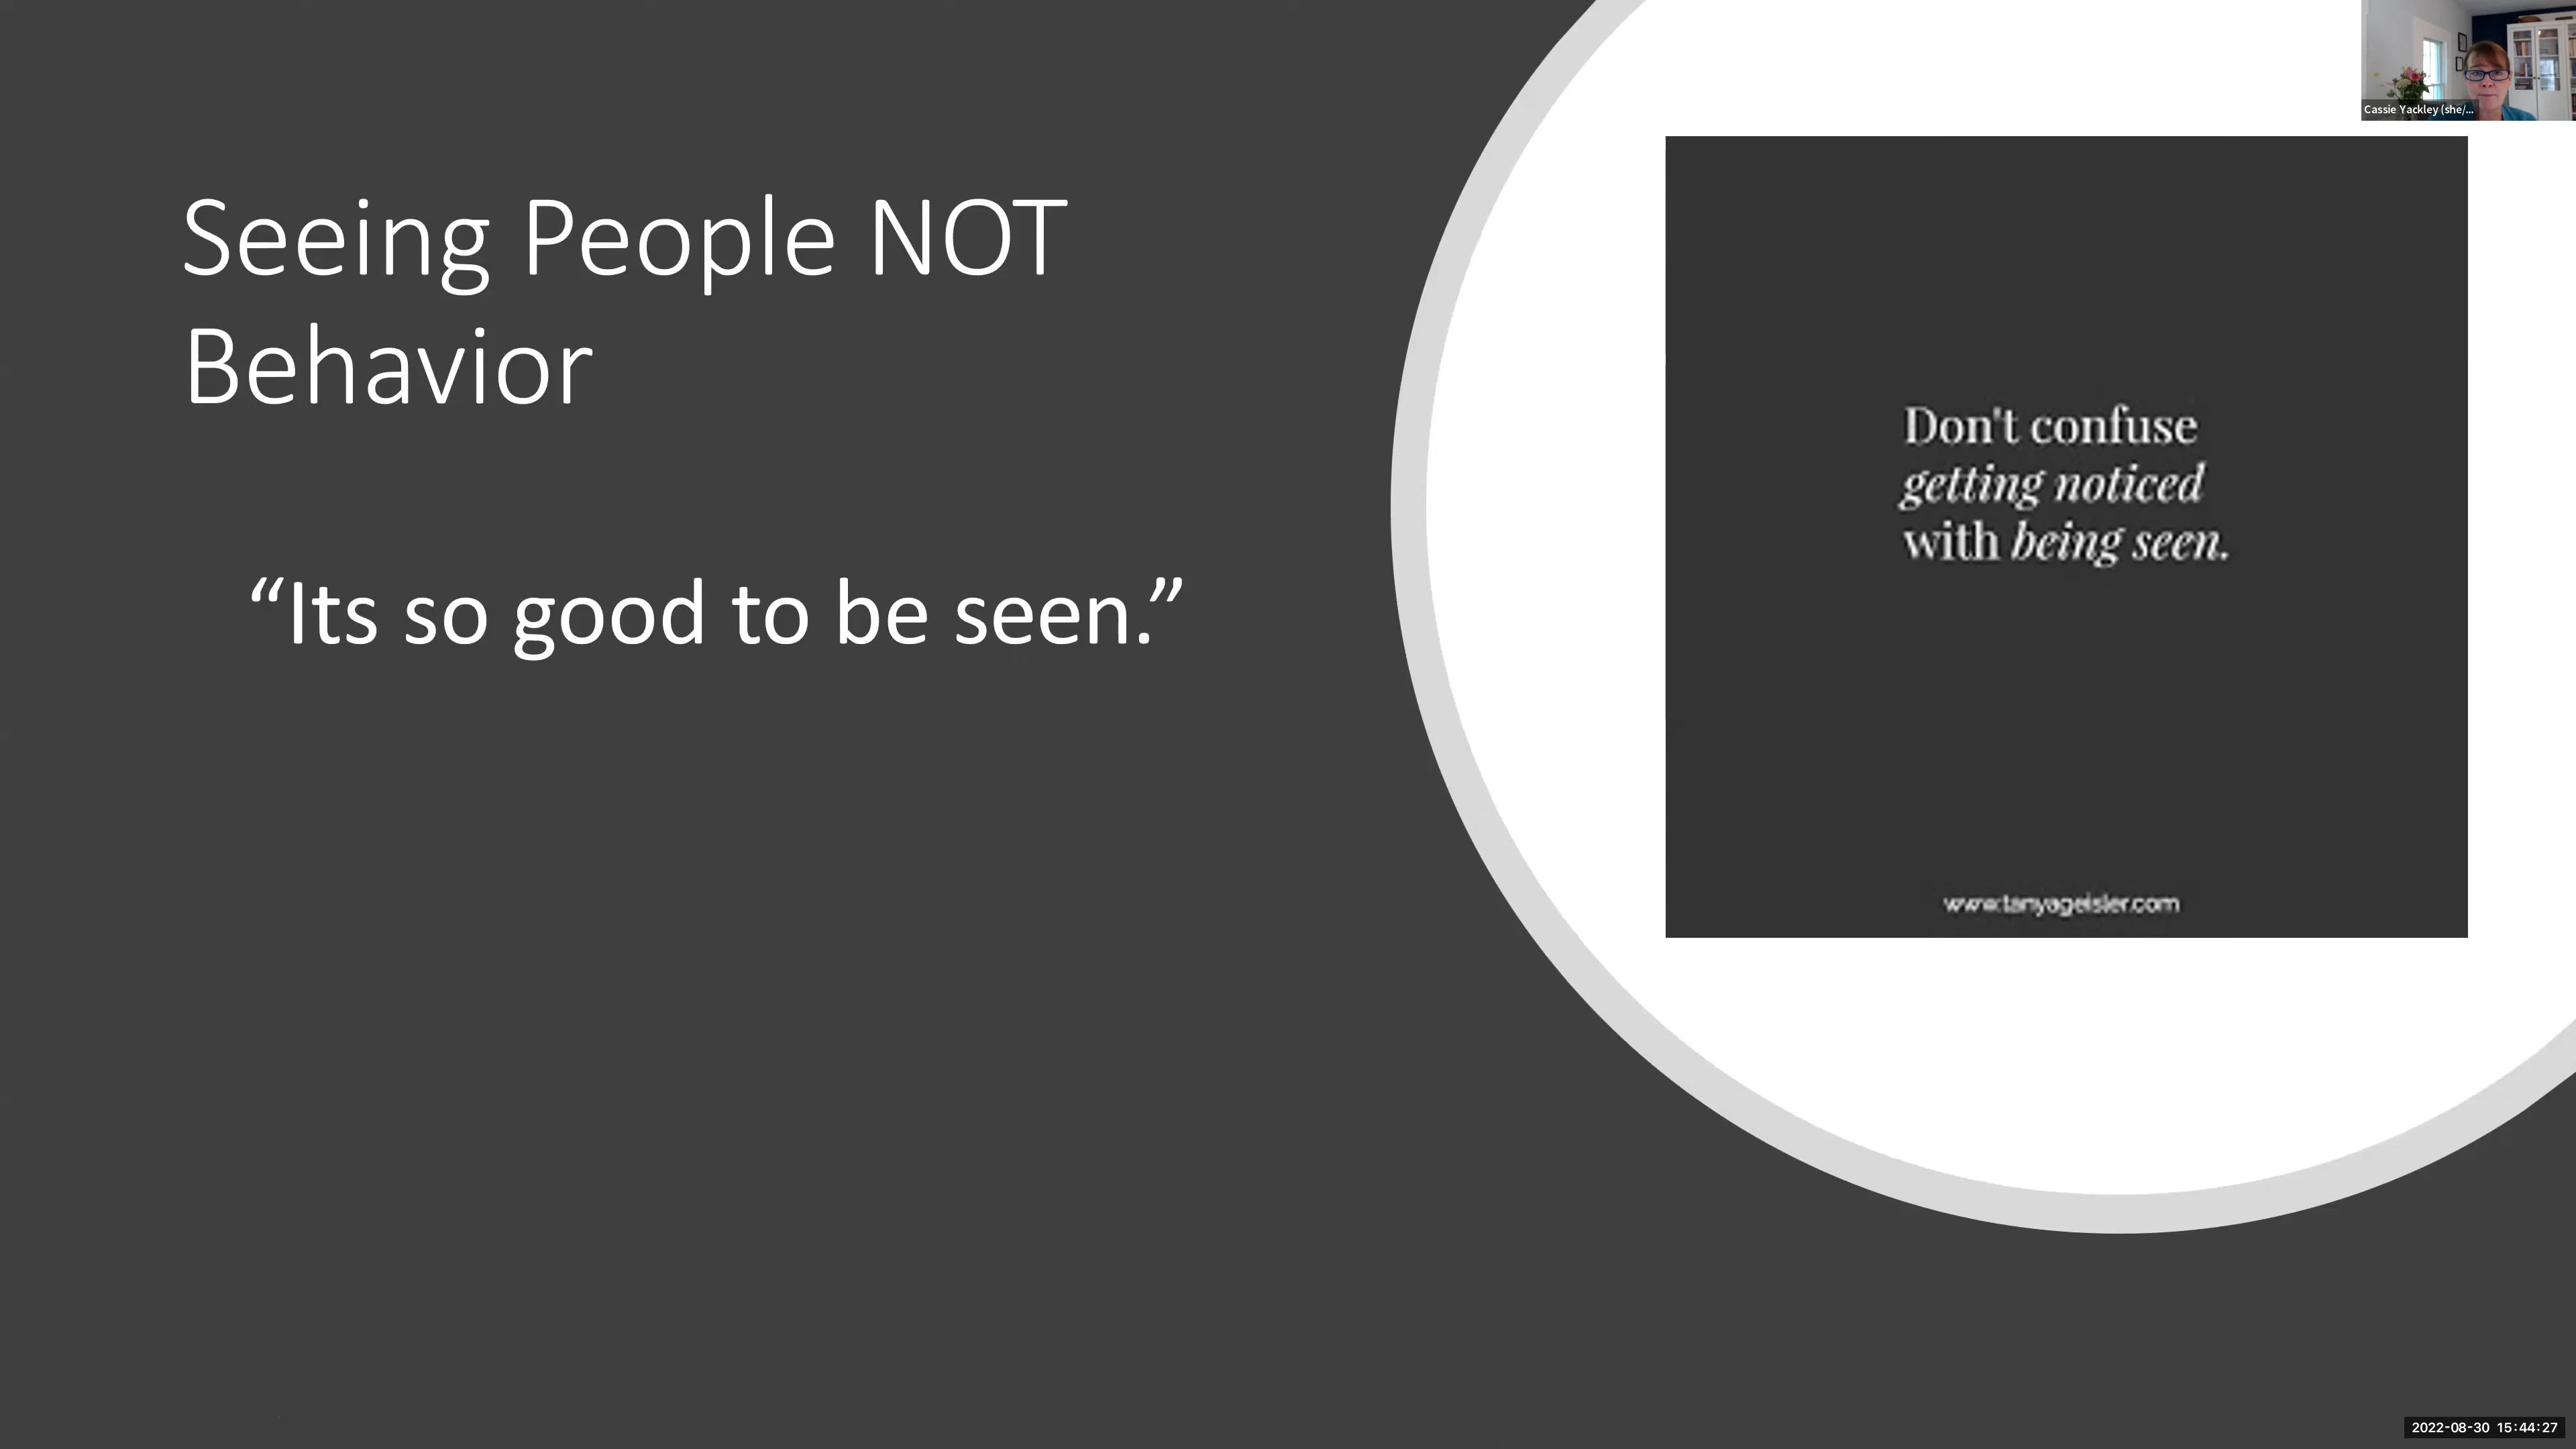 Seeing People NOT
Behavior
“Its so good to be seen.”
Cassie Yackley (she/...
Don't confuse
getting noticed
with being seen.
www.tanyageisler.com
2022-08-30 15:44:27